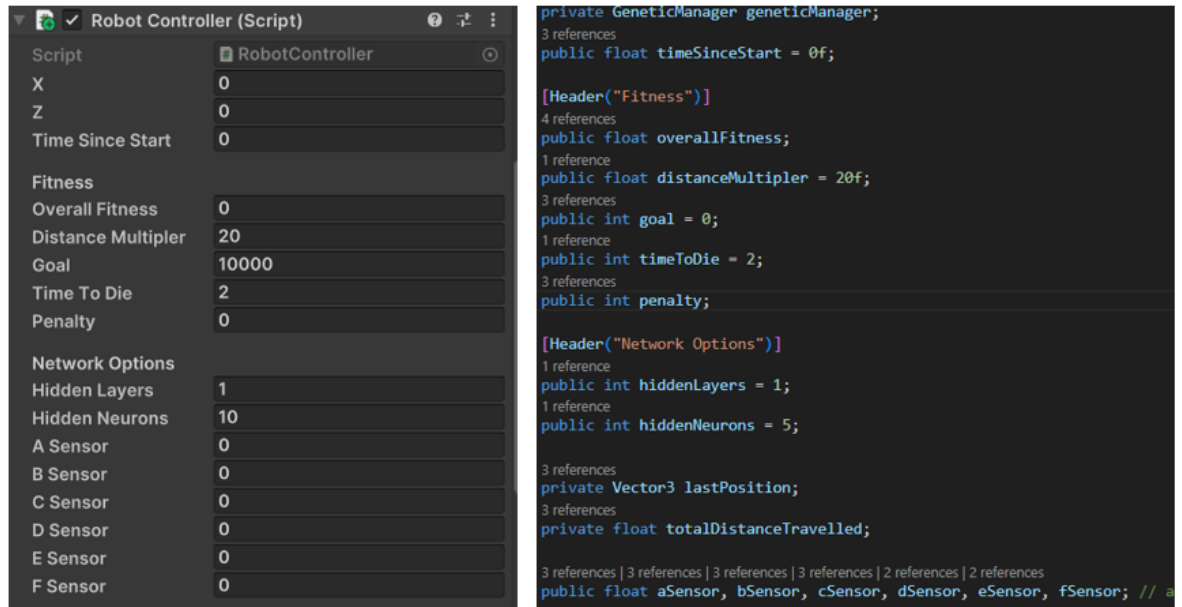 Robot Controller (Script)
Script RobotController
X 0
Z 0
Time Since Start 0
Fitness
Overall Fitness 0
Distance Multipler 20
Goal 10000
Time To Die 2
Penalty 0
Network Options
Hidden Layers 1
Hidden Neurons 10
A Sensor 0
B Sensor 0
C Sensor 0
D Sensor 0
E Sensor 0
F Sensor 0
private GeneticManager geneticManager;
3 references
public float timeSinceStart = 0f;
[Header("Fitness")]
4 references
public float overallFitness;
1 reference
public float distanceMultipler = 20f;
3 references
public int goal = 0;
1 reference
public int timeToDie = 2;
3 references
public int penalty;
[Header("Network Options")]
1 reference
public int hiddenLayers = 1;
1 reference
public int hiddenNeurons = 5;
3 references
private Vector3 lastPosition;
3 references
private float totalDistanceTravelled;
3 references | 3 references | 3 references | 3 references | 2 references | 2 references
public float aSensor, bSensor, cSensor, dSensor, eSensor, fSensor; // a